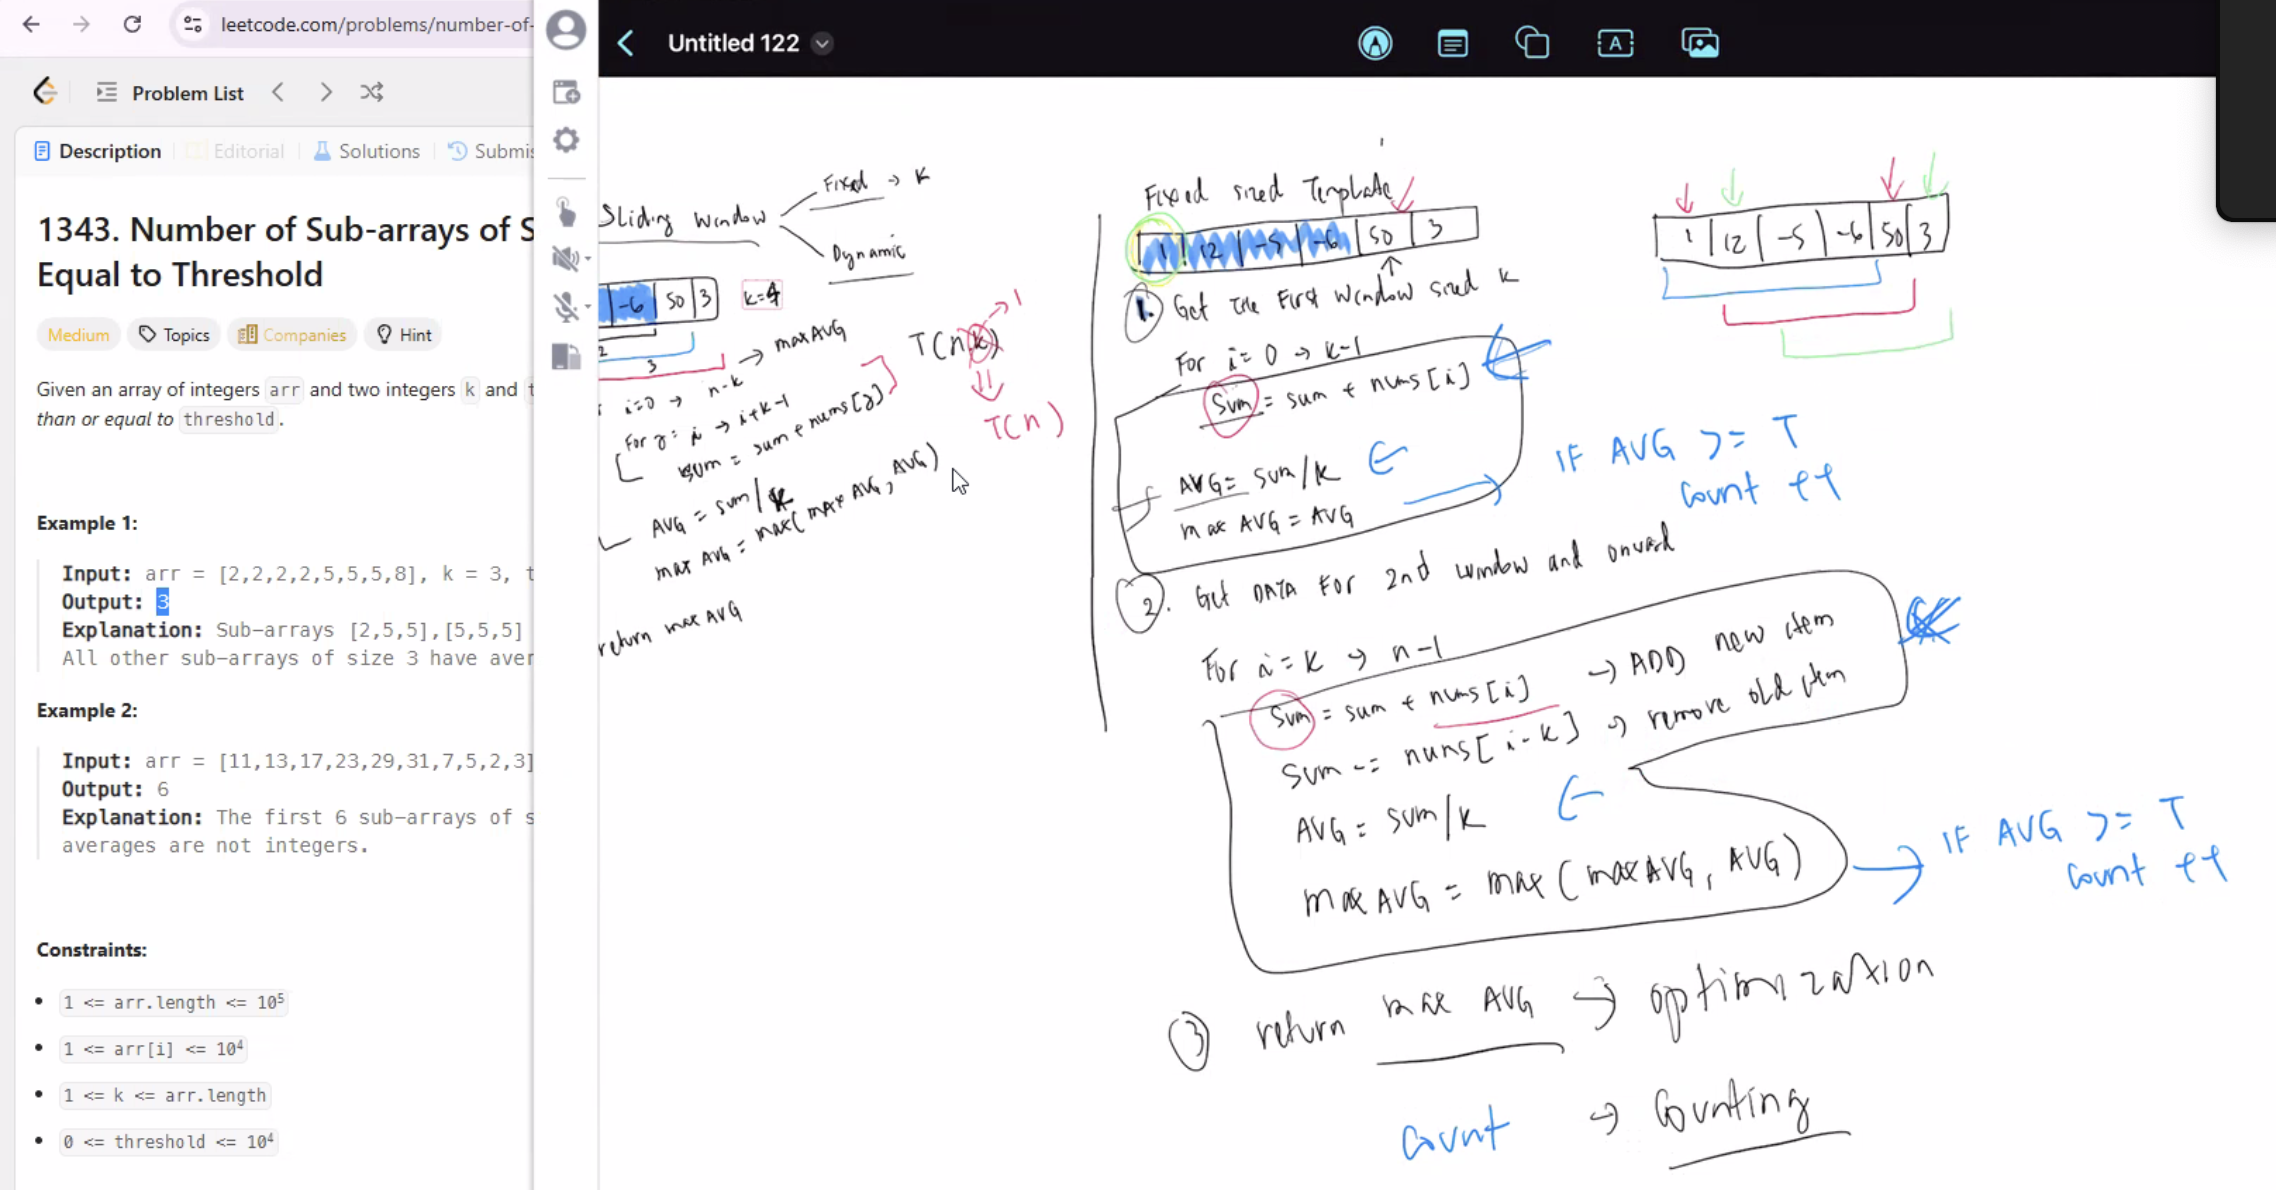 leetcode.com/problems/number-of-
Problem List
Description
Editorial
Solutions
Submis
1343. Number of Sub-arrays of S
Equal to Threshold
Medium
Topics
Companies
Hint
Given an array of integers arr and two integers k and t
than or equal to threshold.
Example 1:
Input: arr = [2,2,2,2,5,5,5,8], k = 3, t
Output: 3
Explanation: Sub-arrays [2,5,5],[5,5,5]
All other sub-arrays of size 3 have aver
Example 2:
Input: arr = [11,13,17,23,29,31,7,5,2,3]
Output: 6
Explanation: The first 6 sub-arrays of s
averages are not integers.
Constraints:
1 <= arr.length <= 10⁵
1 <= arr[i] <= 10⁴
1 <= k <= arr.length
0 <= threshold <= 10⁴
Untitled 122
Sliding Window
Fixed → K
Dynamic
-6 50 3
k=4
2
3
→ maxAVG
T(n.k) → 1
T(n)
i=0 → n-k
For j: i → i+k-1
sum = sum + nums[j]
AVG = sum/k
max AVG = max(max AVG, AVG)
return max AVG
Fixed sized Template
1 12 -5 -6 50 3
1. Get the First Window sized k
For i=0 → k-1
Sum = sum + nums[i]
AVG= sum/k
max AVG = AVG
IF AVG >= T
count ++
2. Get DATA For 2nd window and onward
For i=k → n-1
Sum = sum + nums[i] → ADD new item
Sum -= nums[i-k] → remove old item
AVG = sum/k
max AVG = max(maxAVG, AVG)
IF AVG >= T
count ++
3 return max AVG → optimization
count → Counting
1 12 -5 -6 50 3